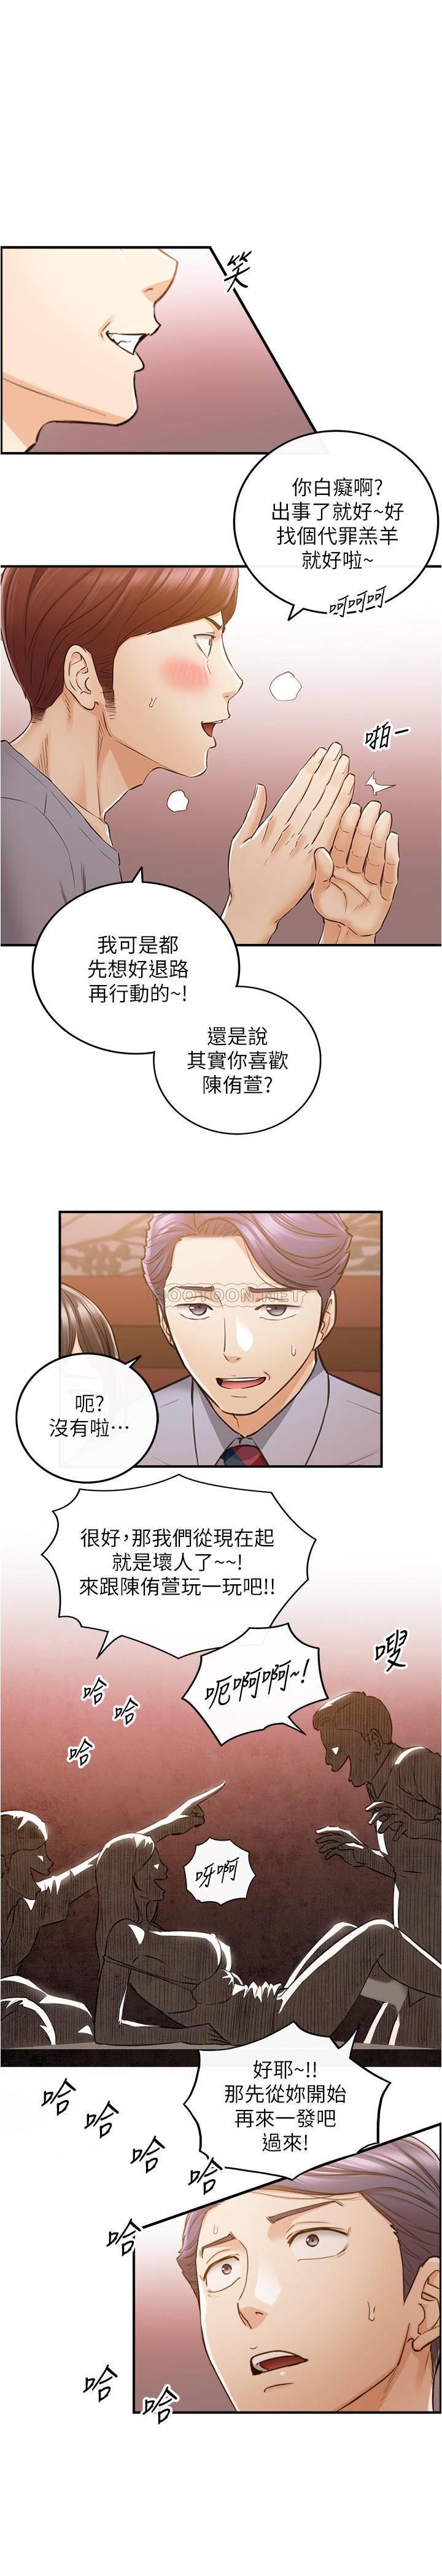 笑
你白癡啊?
出事了就好~好
找個代罪羔羊
就好啦~
呵呵呵
啪一
我可是都
先想好退路
再行動的~!
還是說
其實你喜歡
陳侑萱?
TOOTOON.NET
呃?
沒有啦⋯
很好,那我們從現在起
就是壞人了~~!
來跟陳侑萱玩一玩吧!!
呃啊啊~!
嗖
哈
哈
哈
呀啊
好耶~!!
那先從妳開始
再來一發吧
過來!
哈
哈
哈
哈
哈
哈
哈